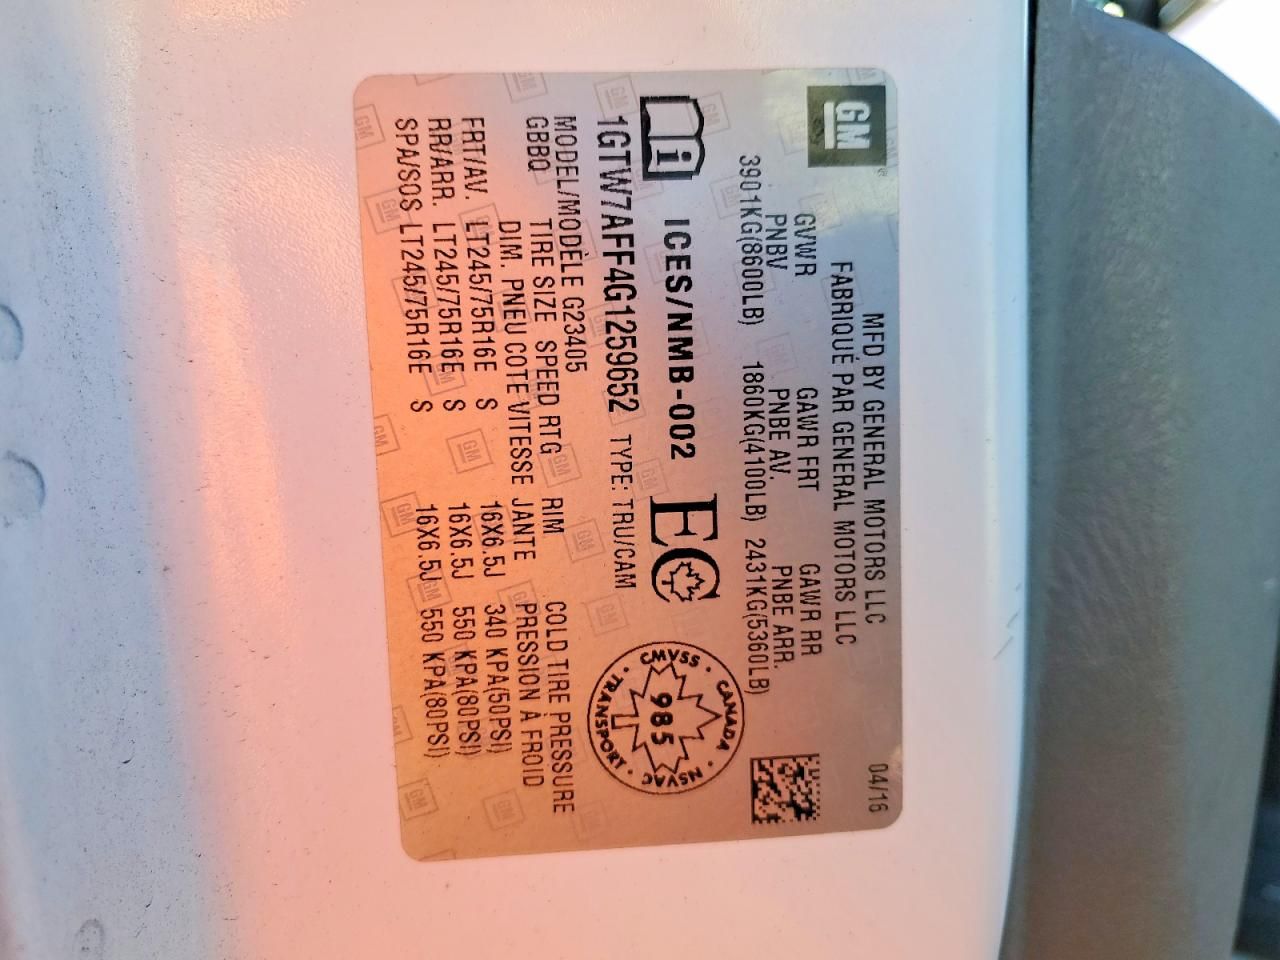 GM
MFD BY GENERAL MOTORS LLC
04/16
FABRIQUÉ PAR GENERAL MOTORS LLC
GVWR GAWR FRT GAWR RR
PNBV PNBE AV. PNBE ARR.
3901KG(8600LB) 1860KG(4100LB) 2431KG(5360LB)
i ICES/NMB-002 EC
CMVSS · CANADA · NSVAC · TRANSPORT ·
985
1GTW7AFF4G1259652 TYPE: TRU/CAM
MODEL/MODÈLE G23405
GBBQ TIRE SIZE SPEED RTG RIM COLD TIRE PRESSURE
DIM. PNEU COTE VITESSE JANTE PRESSION À FROID
FRT/AV. LT245/75R16E S 16X6.5J 340 KPA(50PSI)
RR/ARR. LT245/75R16E S 16X6.5J 550 KPA(80PSI)
SPA/SOS LT245/75R16E S 16X6.5J 550 KPA(80PSI)